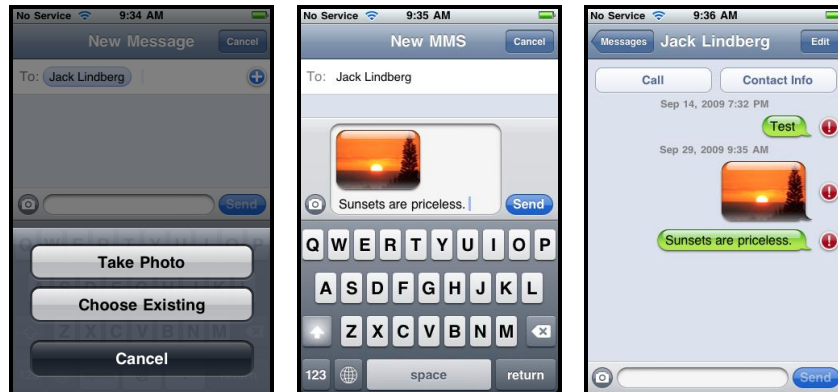 No Service 9:34 AM
New Message Cancel
To: Jack Lindberg
Send
Take Photo
Choose Existing
Cancel
No Service 9:35 AM
New MMS Cancel
To: Jack Lindberg
Sunsets are priceless. Send
Q W E R T Y U I O P
A S D F G H J K L
Z X C V B N M
123 space return
No Service 9:36 AM
Messages Jack Lindberg Edit
Call Contact Info
Sep 14, 2009 7:32 PM
Test
Sep 29, 2009 9:35 AM
Sunsets are priceless.
Send